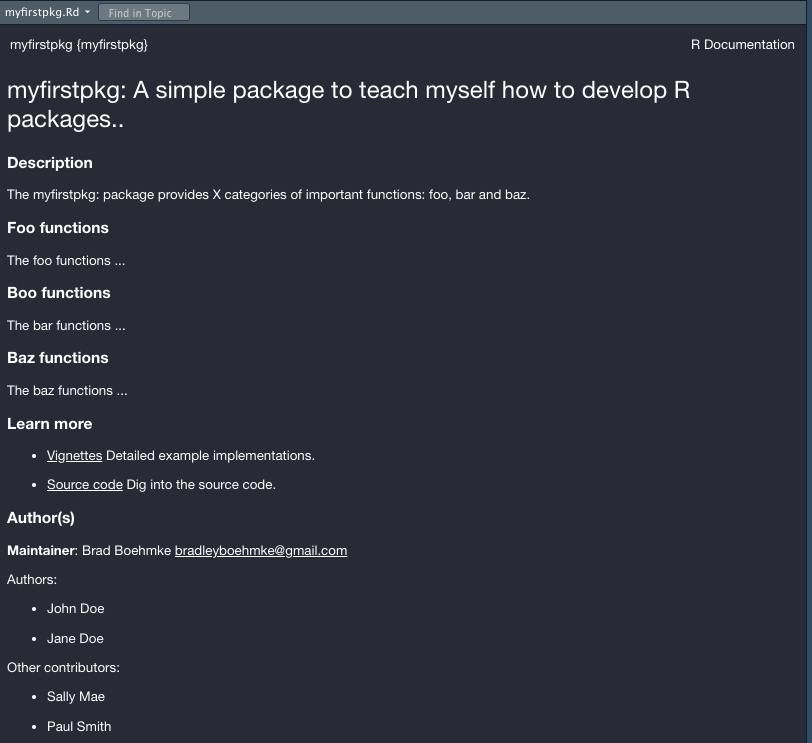 myfirstpkg.Rd
Find in Topic
myfirstpkg {myfirstpkg}
R Documentation
myfirstpkg: A simple package to teach myself how to develop R
packages..
Description
The myfirstpkg: package provides X categories of important functions: foo, bar and baz.
Foo functions
The foo functions ...
Boo functions
The bar functions ...
Baz functions
The baz functions ...
Learn more
• Vignettes Detailed example implementations.
• Source code Dig into the source code.
Author(s)
Maintainer: Brad Boehmke bradleyboehmke@gmail.com
Authors:
• John Doe
• Jane Doe
Other contributors:
• Sally Mae
• Paul Smith